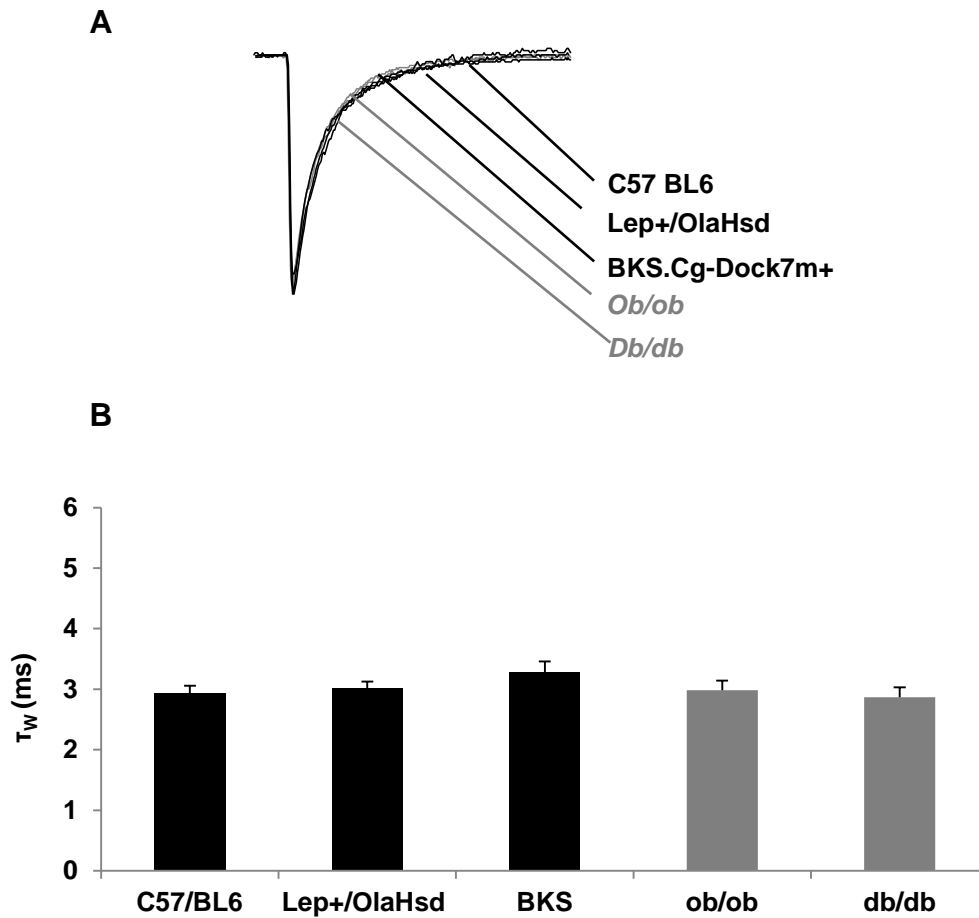 A
C57 BL6
Lep+/OlaHsd
BKS.Cg-Dock7m+
Ob/ob
Db/db
B
6
5
4
3
2
1
0
τw (ms)
C57/BL6 Lep+/OlaHsd BKS ob/ob db/db